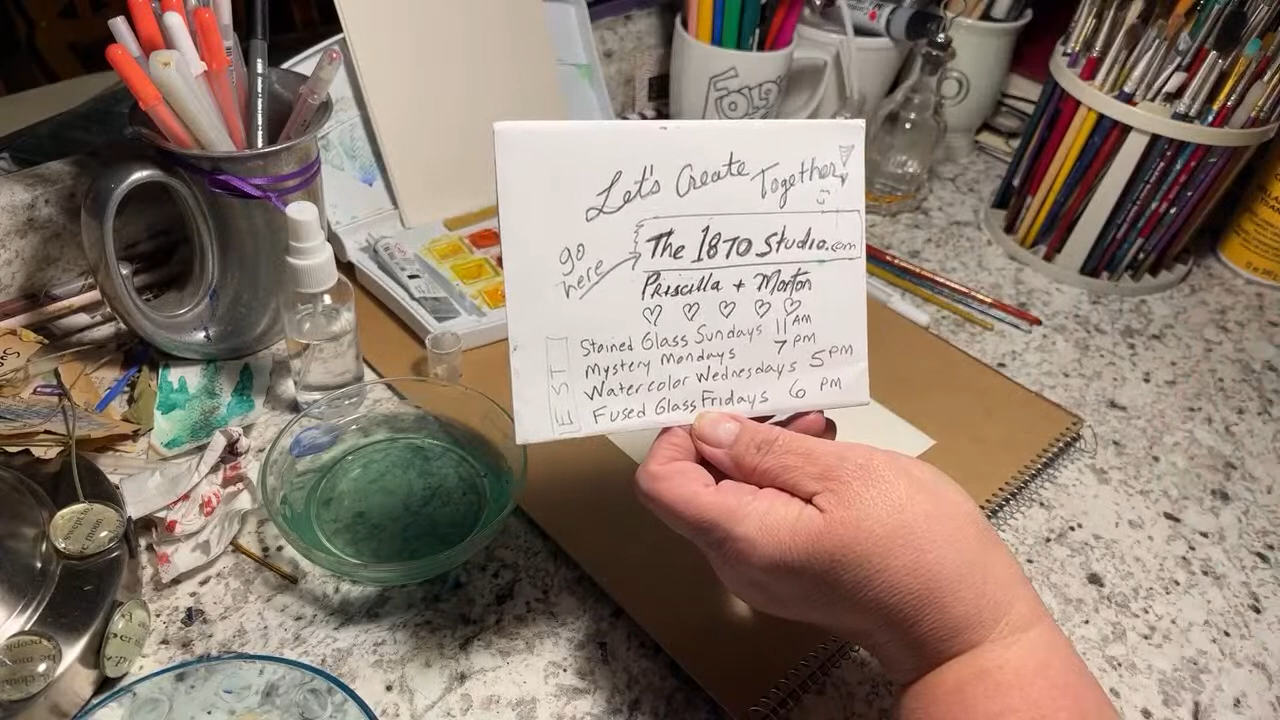 Let's Create Together!
go here
The 1870 Studio.com
Priscilla + Morton
EST
Stained Glass Sundays 11 AM
Mystery Mondays 7 PM
Watercolor Wednesdays 5 PM
Fused Glass Fridays 6 PM